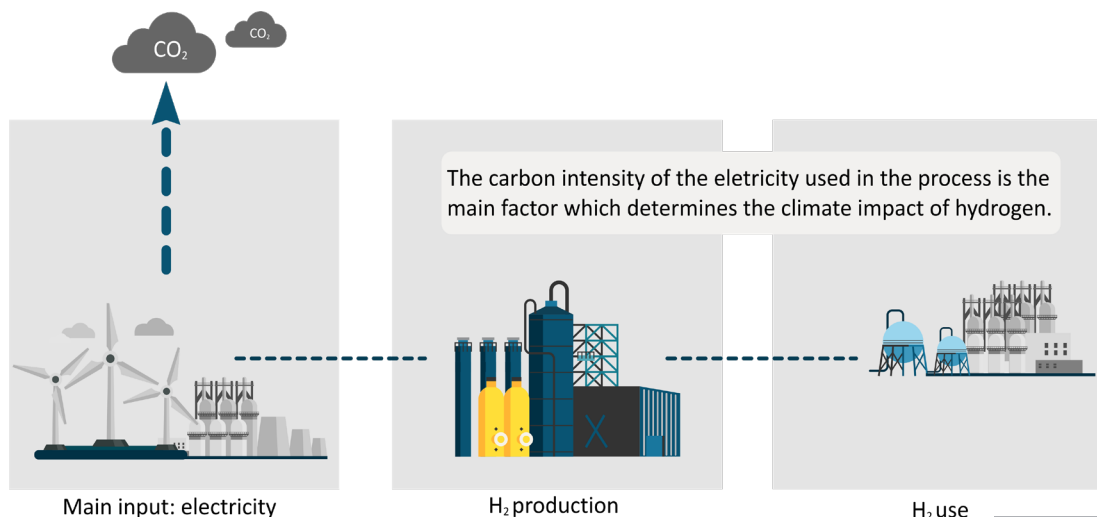 CO₂
CO₂
The carbon intensity of the eletricity used in the process is the
main factor which determines the climate impact of hydrogen.
Main input: electricity
H₂ production
H₂ use